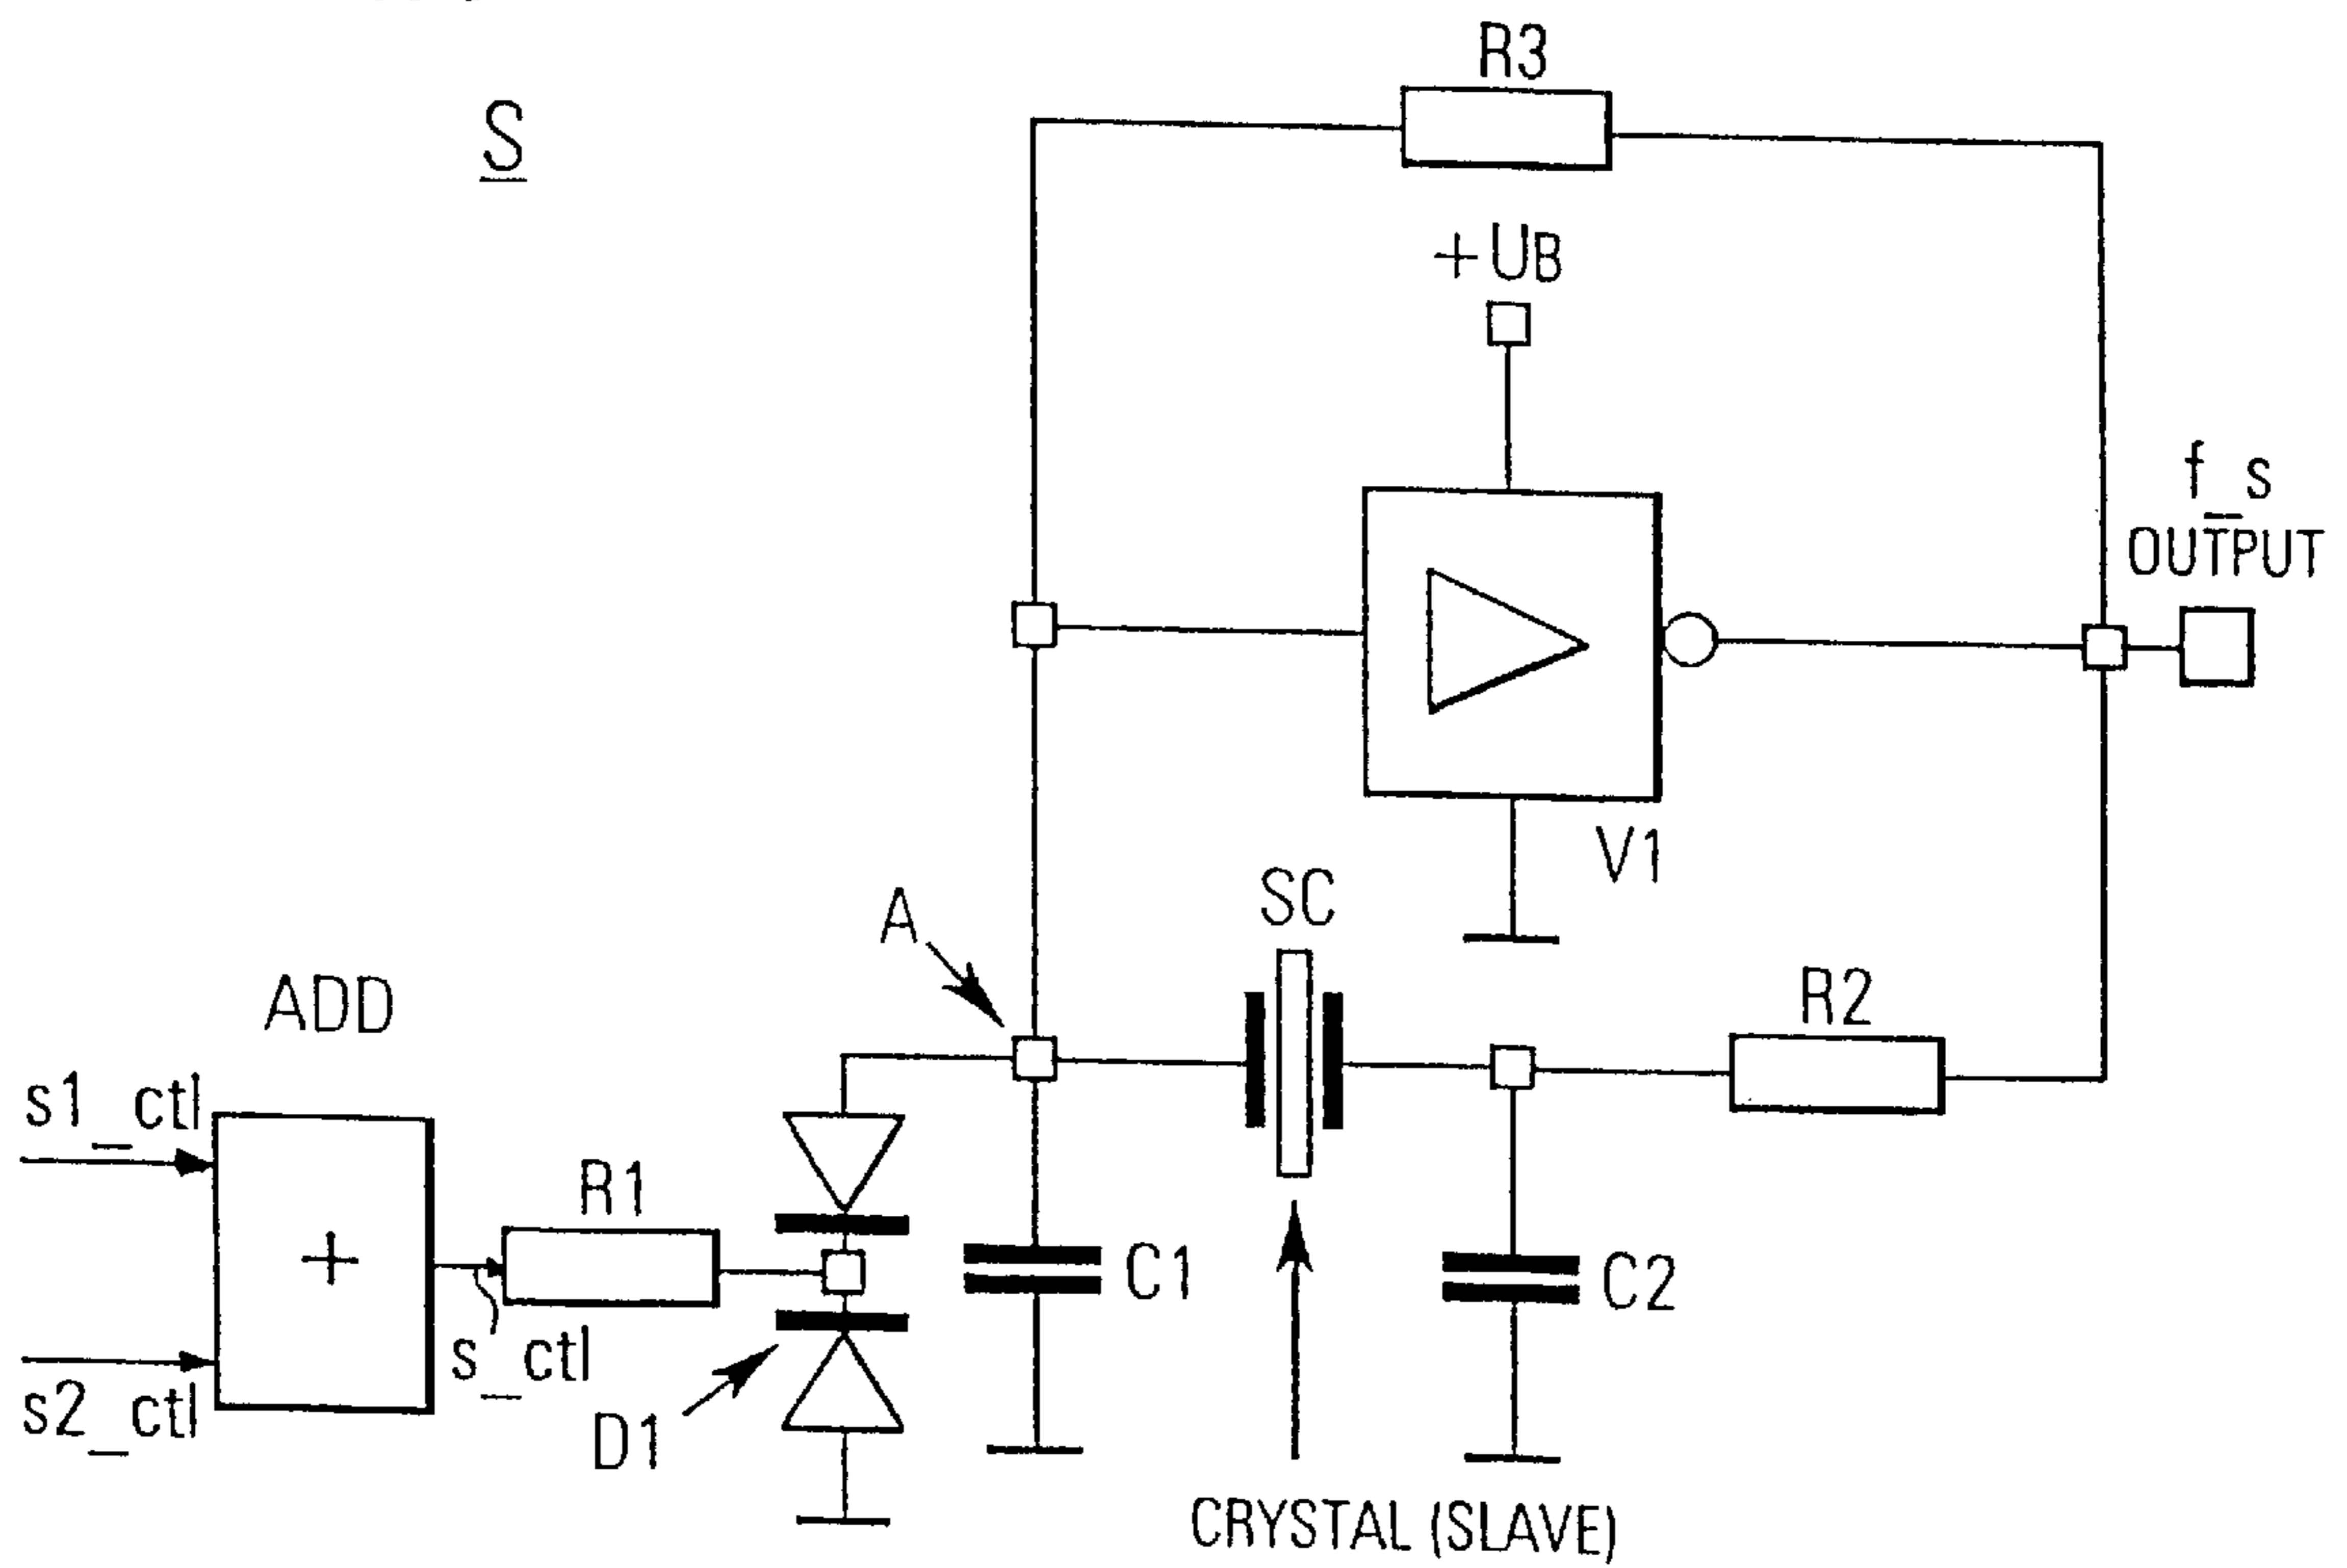 R3
S
+UB
f_s
OUTPUT
V1
SC
A
R2
ADD
s1_ctl
R1
+
C1
C2
s_ctl
s2_ctl
D1
CRYSTAL (SLAVE)